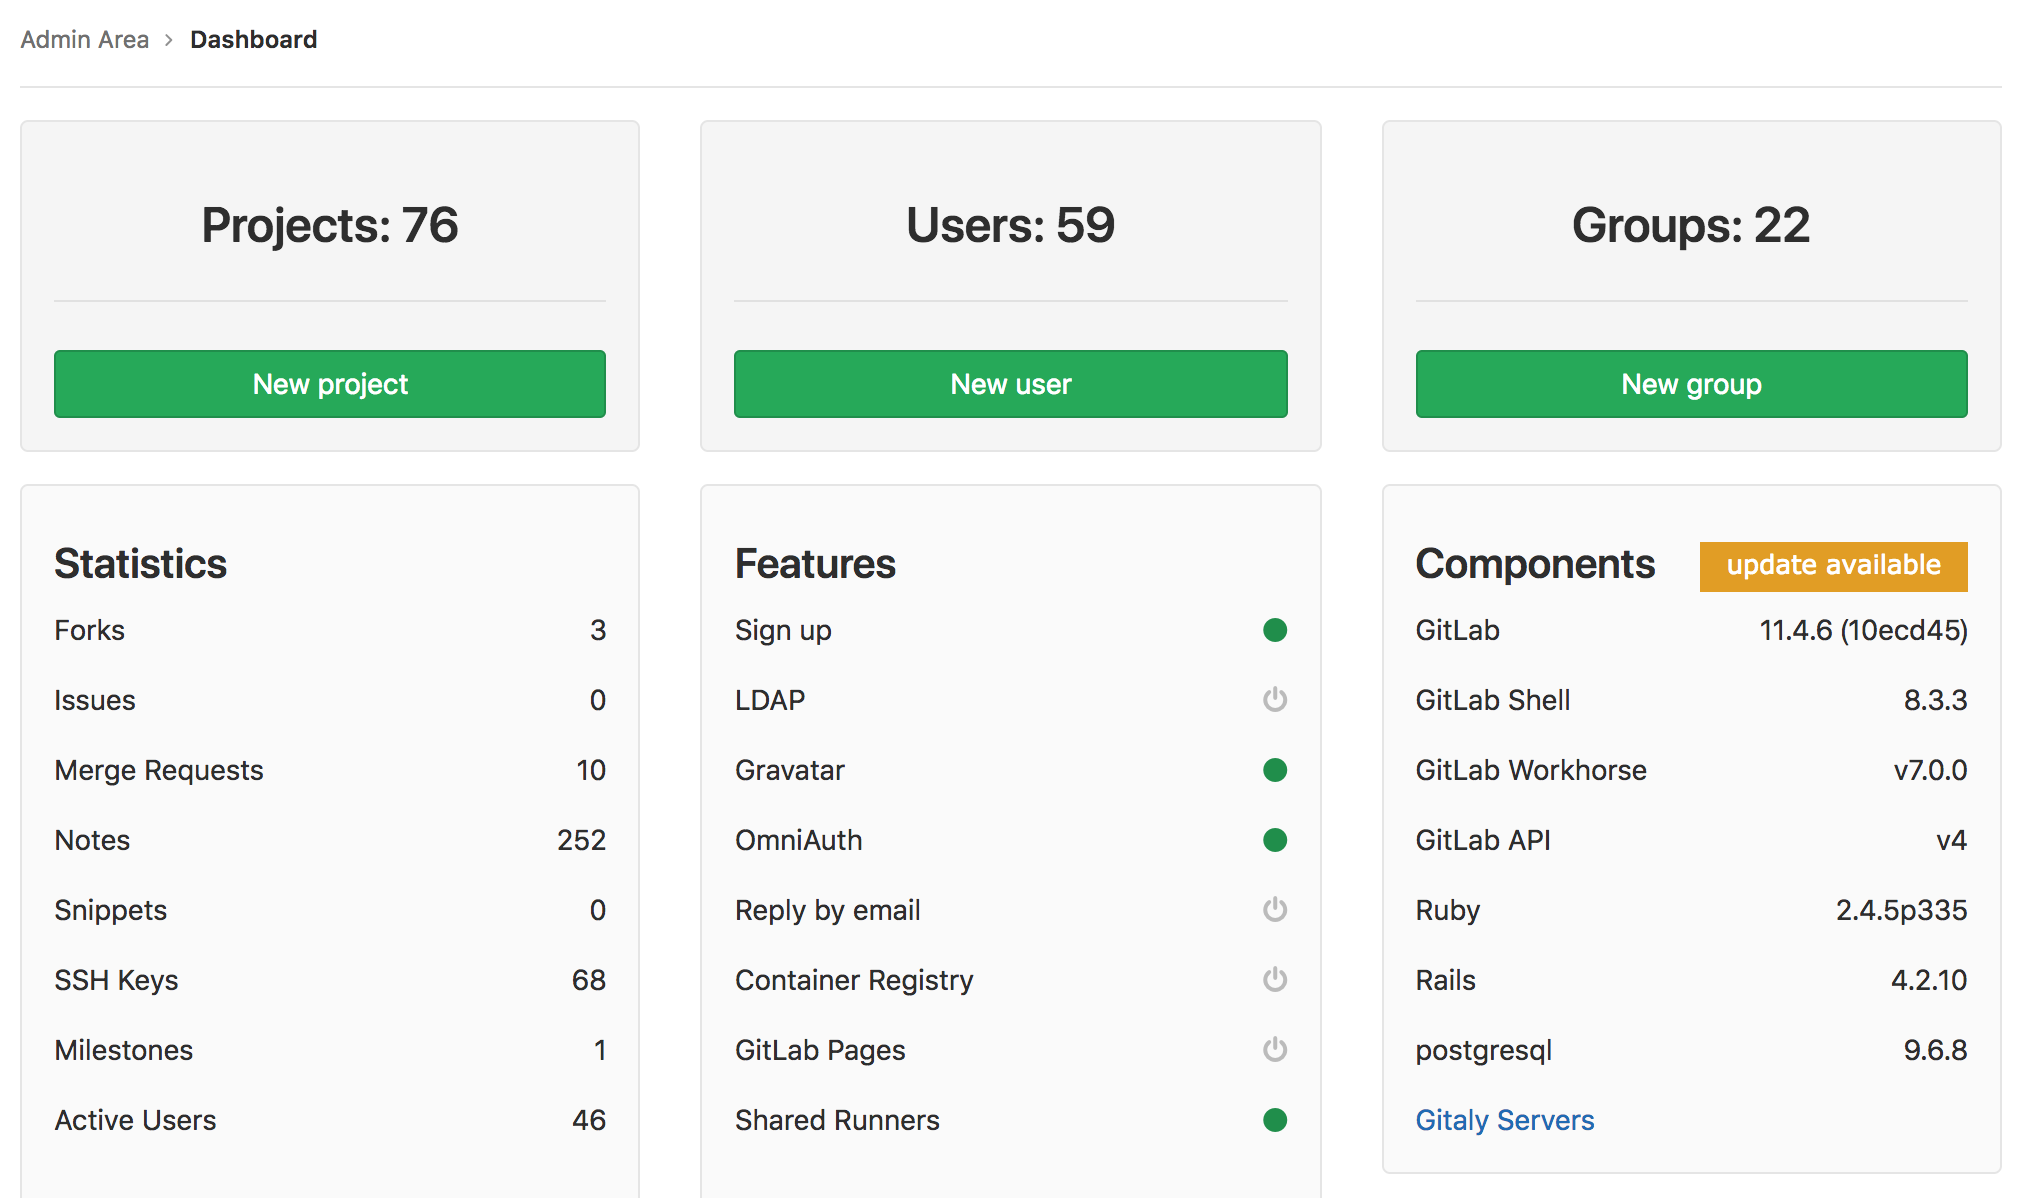 Admin Area > Dashboard
Projects: 76
New project
Users: 59
New user
Groups: 22
New group
Statistics
Forks 3
Issues 0
Merge Requests 10
Notes 252
Snippets 0
SSH Keys 68
Milestones 1
Active Users 46
Features
Sign up
LDAP
Gravatar
OmniAuth
Reply by email
Container Registry
GitLab Pages
Shared Runners
Components update available
GitLab 11.4.6 (10ecd45)
GitLab Shell 8.3.3
GitLab Workhorse v7.0.0
GitLab API v4
Ruby 2.4.5p335
Rails 4.2.10
postgresql 9.6.8
Gitaly Servers